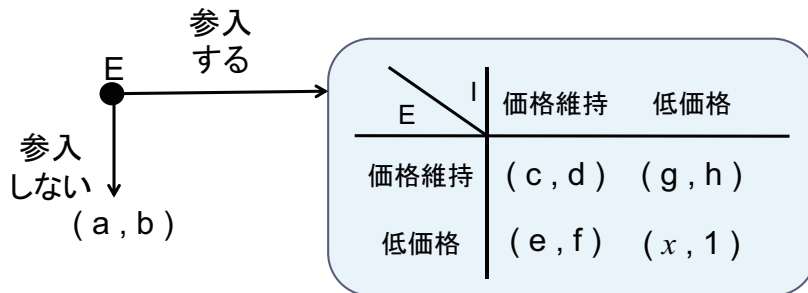 参入
する
E
参入
しない
( a , b )
I
E
価格維持 低価格
価格維持 ( c , d ) ( g , h )
低価格 ( e , f ) ( x , 1 )